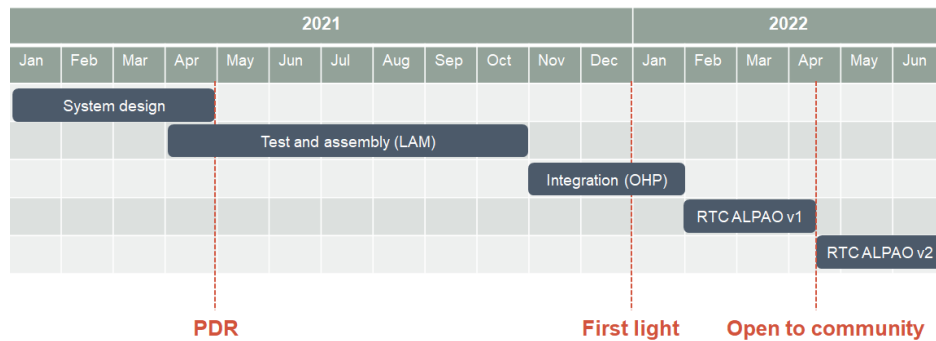 2021 2022
Jan Feb Mar Apr May Jun Jul Aug Sep Oct Nov Dec Jan Feb Mar Apr May Jun
System design
Test and assembly (LAM)
Integration (OHP)
RTC ALPAO v1
RTC ALPAO v2
PDR First light Open to community